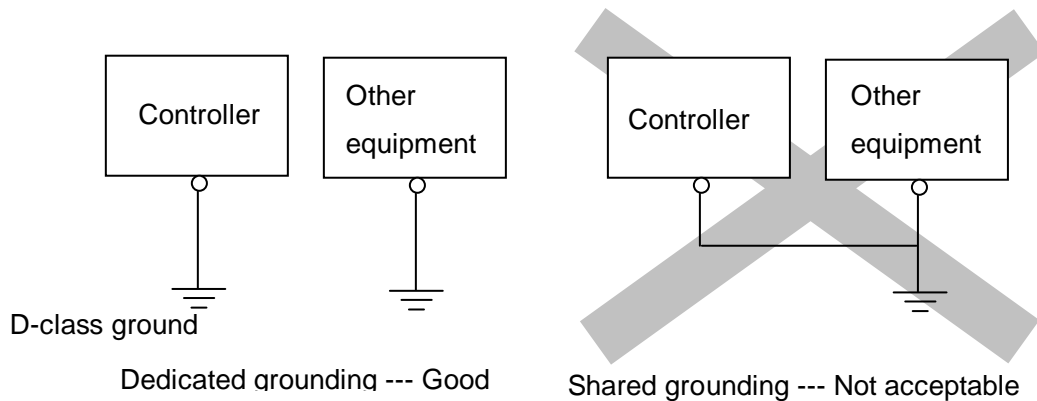 Controller
Other
equipment
D-class ground
Dedicated grounding --- Good
Controller
Other
equipment
Shared grounding --- Not acceptable